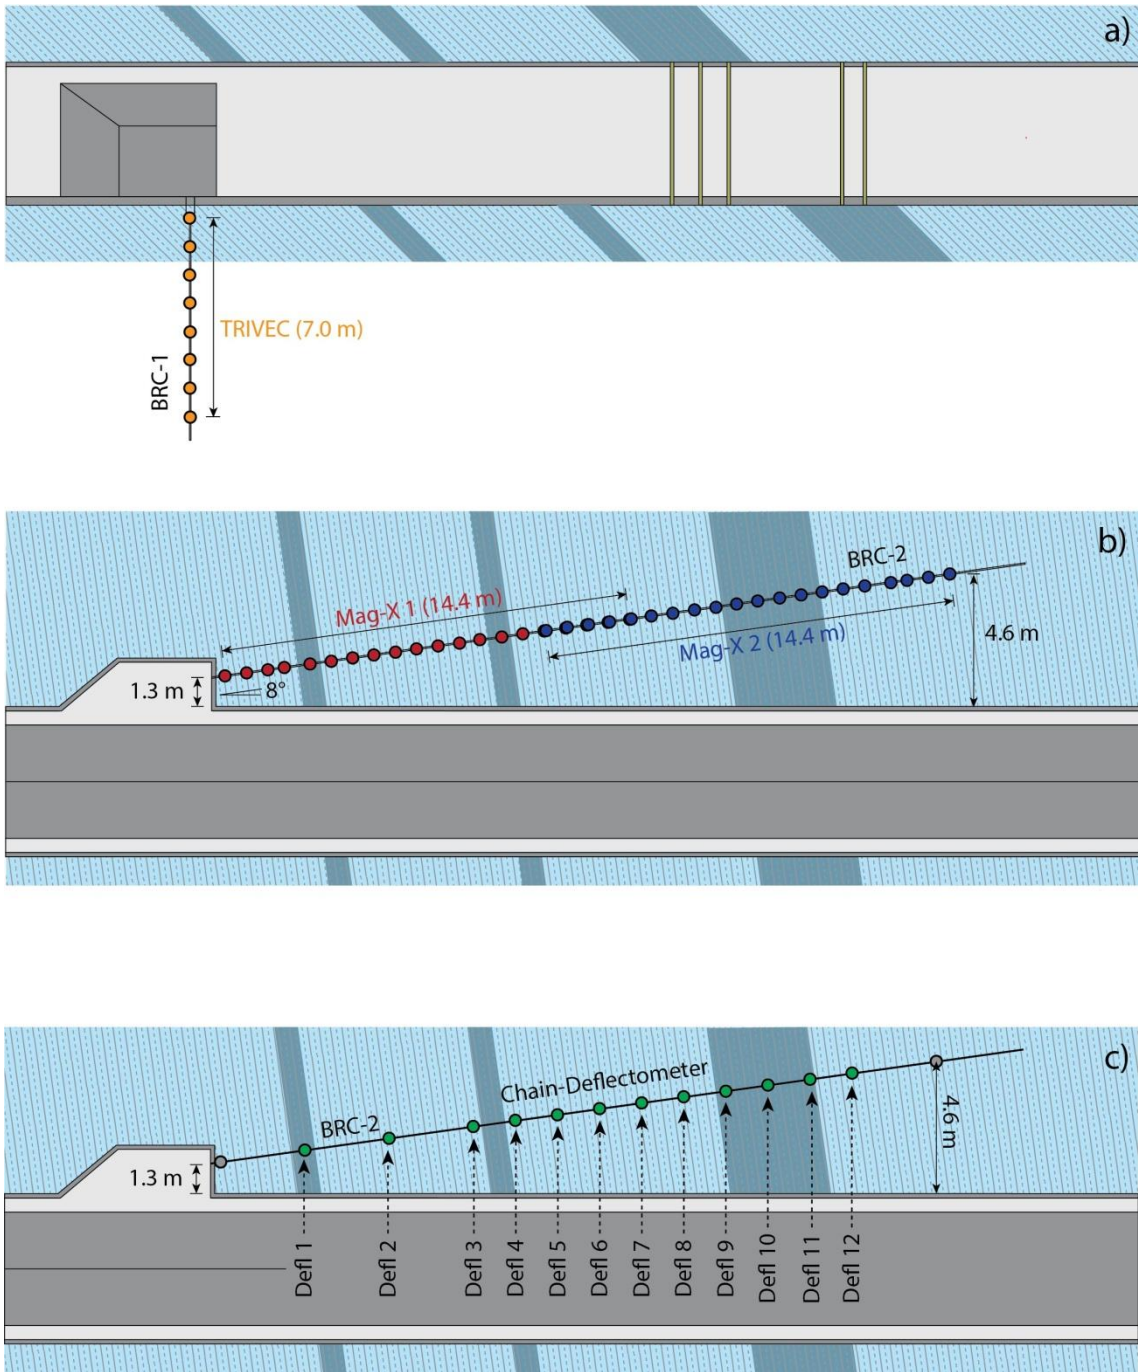 a)
TRIVEC (7.0 m)
BRC-1
b)
BRC-2
Mag-X 1 (14.4 m)
Mag-X 2 (14.4 m)
4.6 m
1.3 m
8°
c)
Chain-Deflectometer
BRC-2
4.6 m
1.3 m
Defl 1
Defl 2
Defl 3
Defl 4
Defl 5
Defl 6
Defl 7
Defl 8
Defl 9
Defl 10
Defl 11
Defl 12